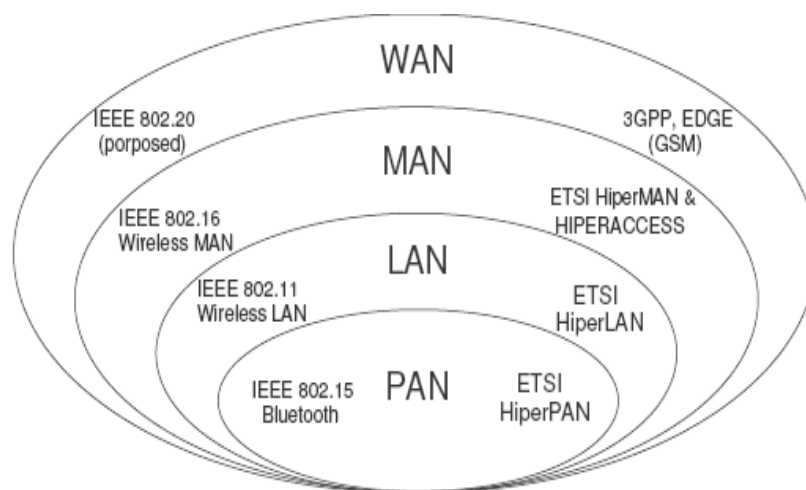 WAN
IEEE 802.20
(porposed)
3GPP, EDGE
(GSM)
MAN
IEEE 802.16
Wireless MAN
ETSI HiperMAN &
HIPERACCESS
LAN
IEEE 802.11
Wireless LAN
ETSI
HiperLAN
PAN
IEEE 802.15
Bluetooth
ETSI
HiperPAN